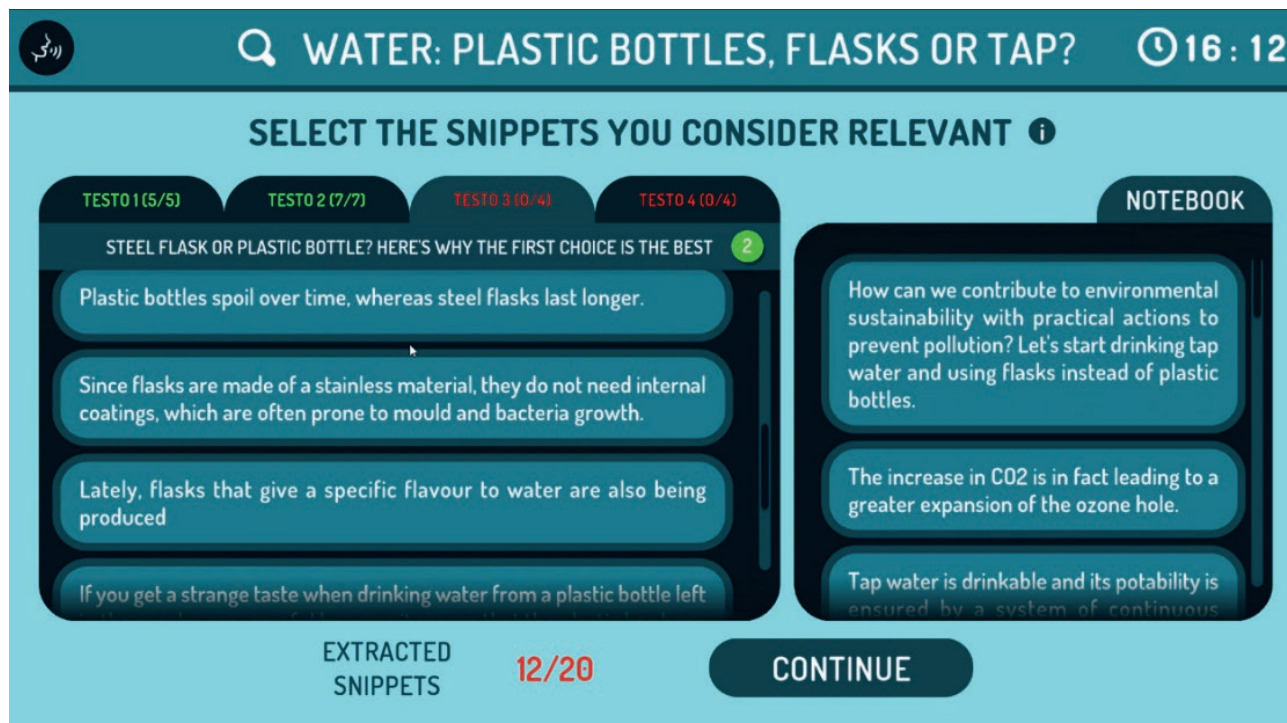 WATER: PLASTIC BOTTLES, FLASKS OR TAP?
16 : 12
SELECT THE SNIPPETS YOU CONSIDER RELEVANT i
TESTO 1 (5/5)
TESTO 2 (7/7)
TESTO 3 (0/4)
TESTO 4 (0/4)
STEEL FLASK OR PLASTIC BOTTLE? HERE'S WHY THE FIRST CHOICE IS THE BEST 2
Plastic bottles spoil over time, whereas steel flasks last longer.
Since flasks are made of a stainless material, they do not need internal
coatings, which are often prone to mould and bacteria growth.
Lately, flasks that give a specific flavour to water are also being
produced
If you get a strange taste when drinking water from a plastic bottle left
NOTEBOOK
How can we contribute to environmental
sustainability with practical actions to
prevent pollution? Let's start drinking tap
water and using flasks instead of plastic
bottles.
The increase in CO2 is in fact leading to a
greater expansion of the ozone hole.
Tap water is drinkable and its potability is
ensured by a system of continuous
EXTRACTED
SNIPPETS
12/20
CONTINUE